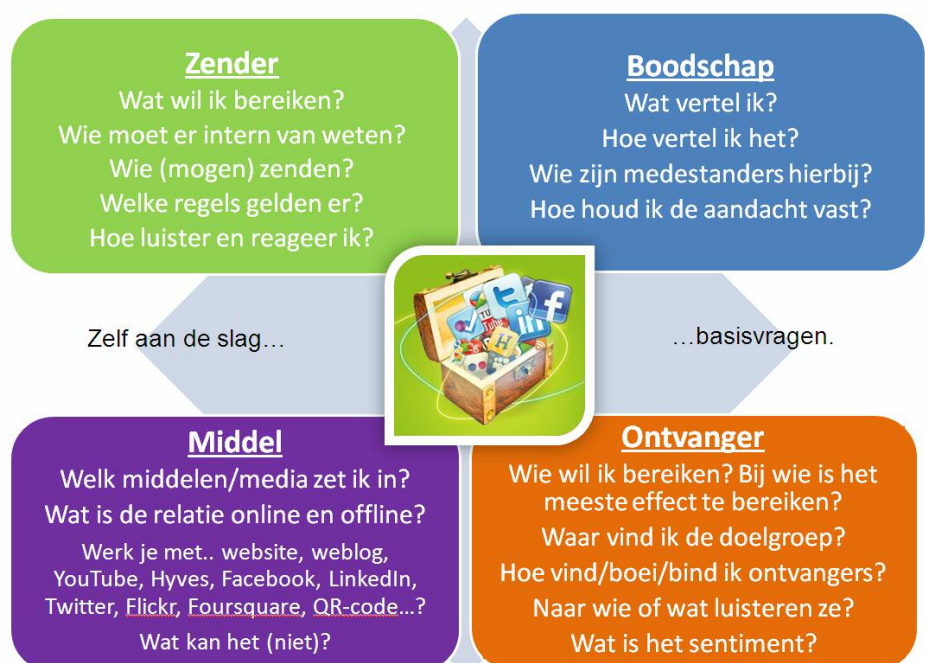 Zender
Wat wil ik bereiken?
Wie moet er intern van weten?
Wie (mogen) zenden?
Welke regels gelden er?
Hoe luister en reageer ik?
Boodschap
Wat vertel ik?
Hoe vertel ik het?
Wie zijn medestanders hierbij?
Hoe houd ik de aandacht vast?
Zelf aan de slag…
…basisvragen.
You
Tube
in
H
Middel
Welk middelen/media zet ik in?
Wat is de relatie online en offline?
Werk je met.. website, weblog,
YouTube, Hyves, Facebook, LinkedIn,
Twitter, Flickr, Foursquare, QR-code…?
Wat kan het (niet)?
Ontvanger
Wie wil ik bereiken? Bij wie is het
meeste effect te bereiken?
Waar vind ik de doelgroep?
Hoe vind/boei/bind ik ontvangers?
Naar wie of wat luisteren ze?
Wat is het sentiment?